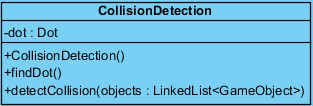 CollisionDetection
-dot : Dot
+CollisionDetection()
+findDot()
+detectCollision(objects : LinkedList<GameObject>)